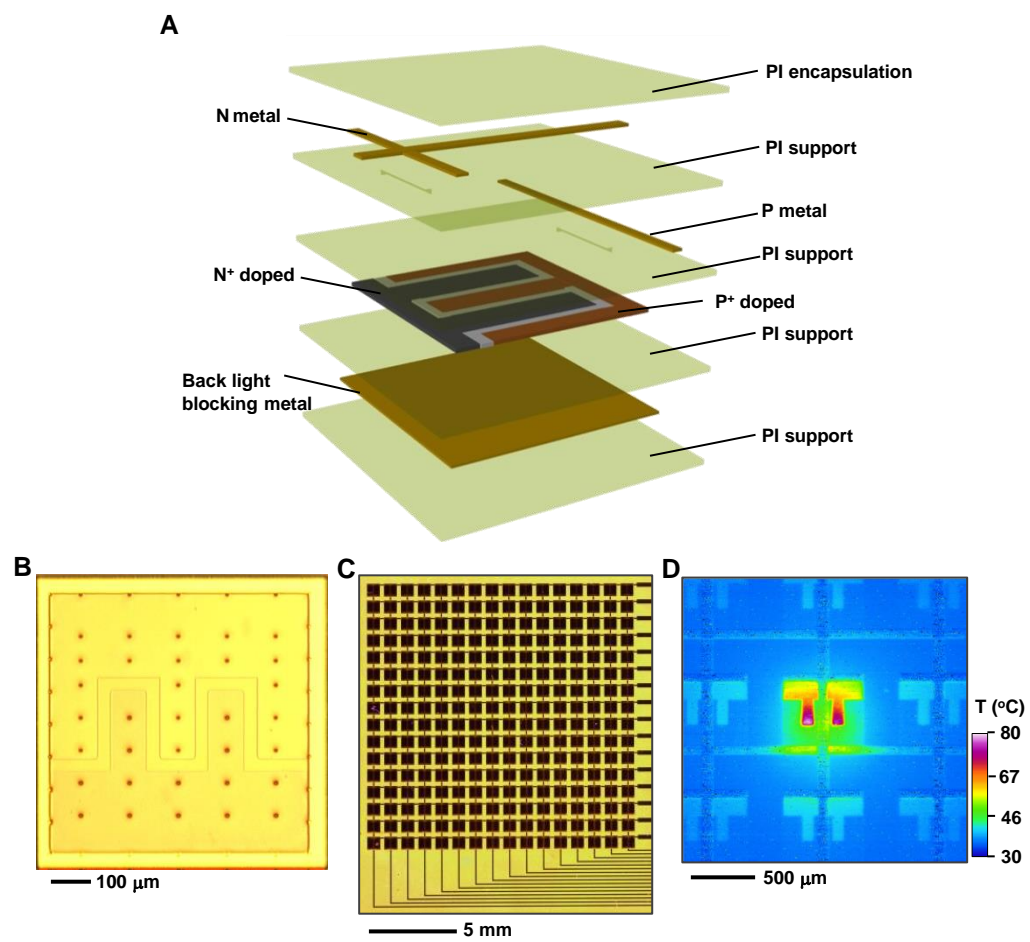 A
PI encapsulation
N metal
PI support
P metal
PI support
N⁺ doped
P⁺ doped
PI support
Back light
blocking metal
PI support
B
C
D
T (°C)
80
67
46
30
100 μm
5 mm
500 μm